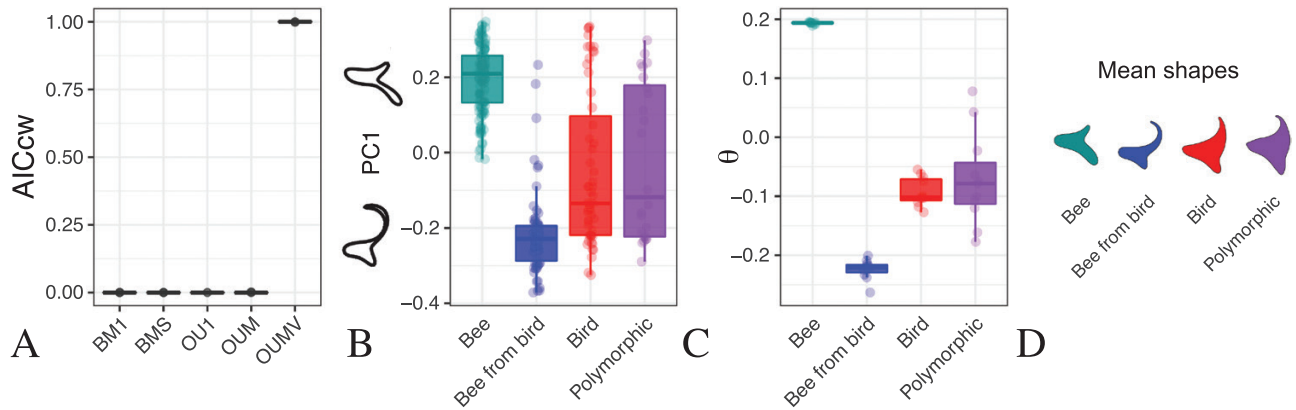 AICcw
1.00
0.75
0.50
0.25
0.00
BM1
BMS
OU1
OUM
OUMV
A
PC1
0.2
0.0
−0.2
−0.4
Bee
Bee from bird
Bird
Polymorphic
B
θ
0.2
0.1
0.0
−0.1
−0.2
Bee
Bee from bird
Bird
Polymorphic
C
Mean shapes
Bee
Bee from bird
Bird
Polymorphic
D